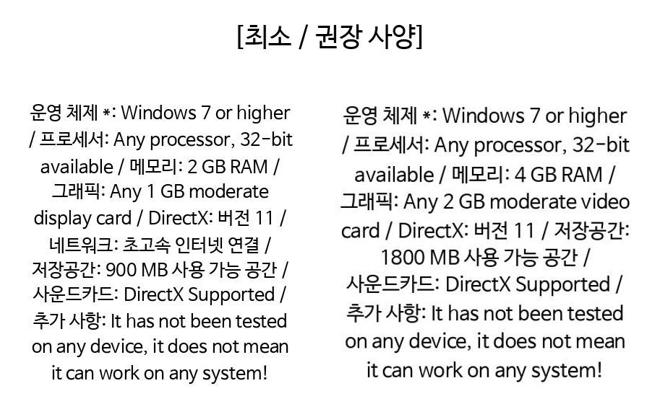 [최소 / 권장 사양]
운영 체제 *: Windows 7 or higher
/ 프로세서: Any processor, 32-bit
available / 메모리: 2 GB RAM /
그래픽: Any 1 GB moderate
display card / DirectX: 버전 11 /
네트워크: 초고속 인터넷 연결 /
저장공간: 900 MB 사용 가능 공간 /
사운드카드: DirectX Supported /
추가 사항: It has not been tested
on any device, it does not mean
it can work on any system!
운영 체제 *: Windows 7 or higher
/ 프로세서: Any processor, 32-bit
available / 메모리: 4 GB RAM /
그래픽: Any 2 GB moderate video
card / DirectX: 버전 11 / 저장공간:
1800 MB 사용 가능 공간 /
사운드카드: DirectX Supported /
추가 사항: It has not been tested
on any device, it does not mean
it can work on any system!